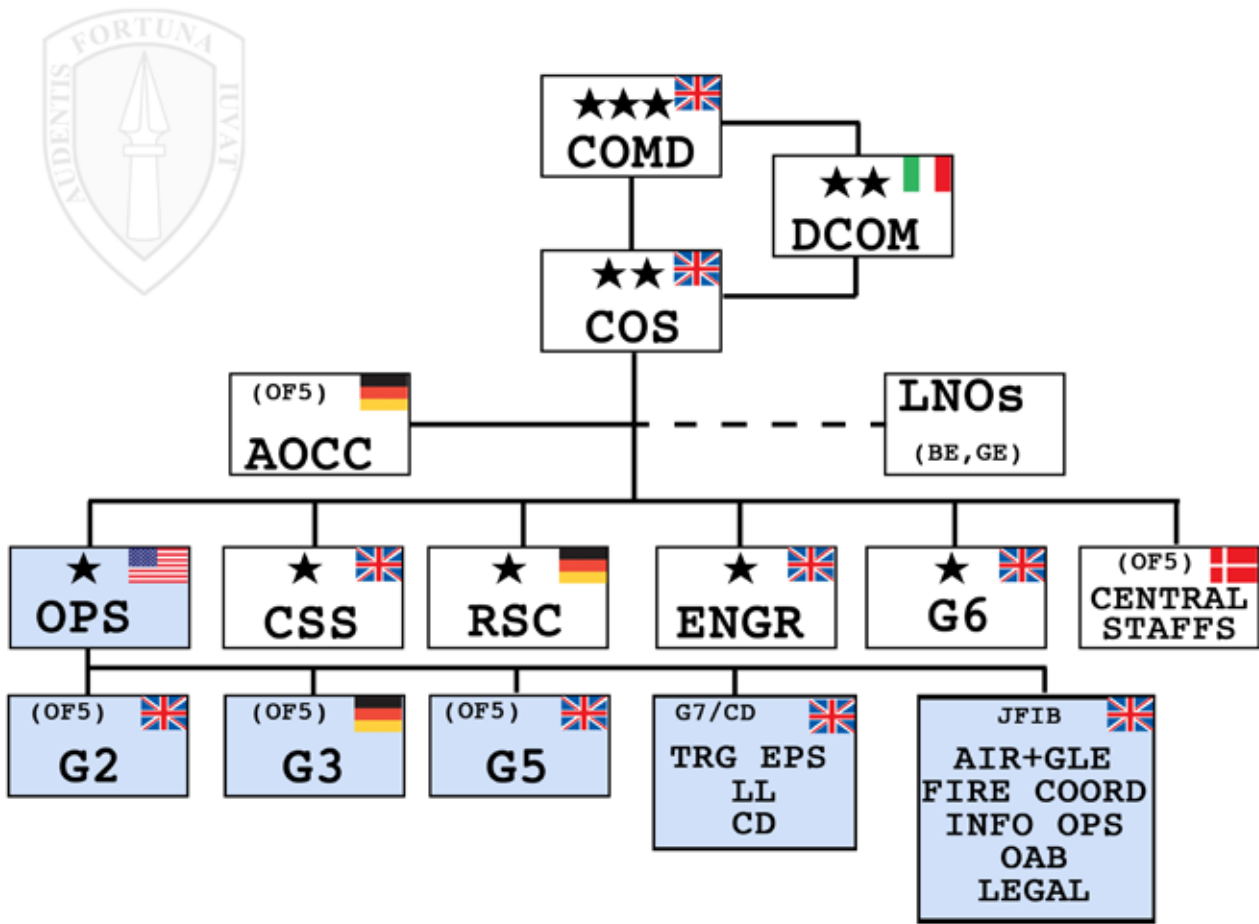 AUDENTIS FORTUNA IUVAT
COMD
DCOM
COS
(OF5)
AOCC
LNOs
(BE,GE)
OPS
CSS
RSC
ENGR
G6
(OF5)
CENTRAL
STAFFS
(OF5)
G2
(OF5)
G3
(OF5)
G5
G7/CD
TRG EPS
LL
CD
JFIB
AIR+GLE
FIRE COORD
INFO OPS
OAB
LEGAL